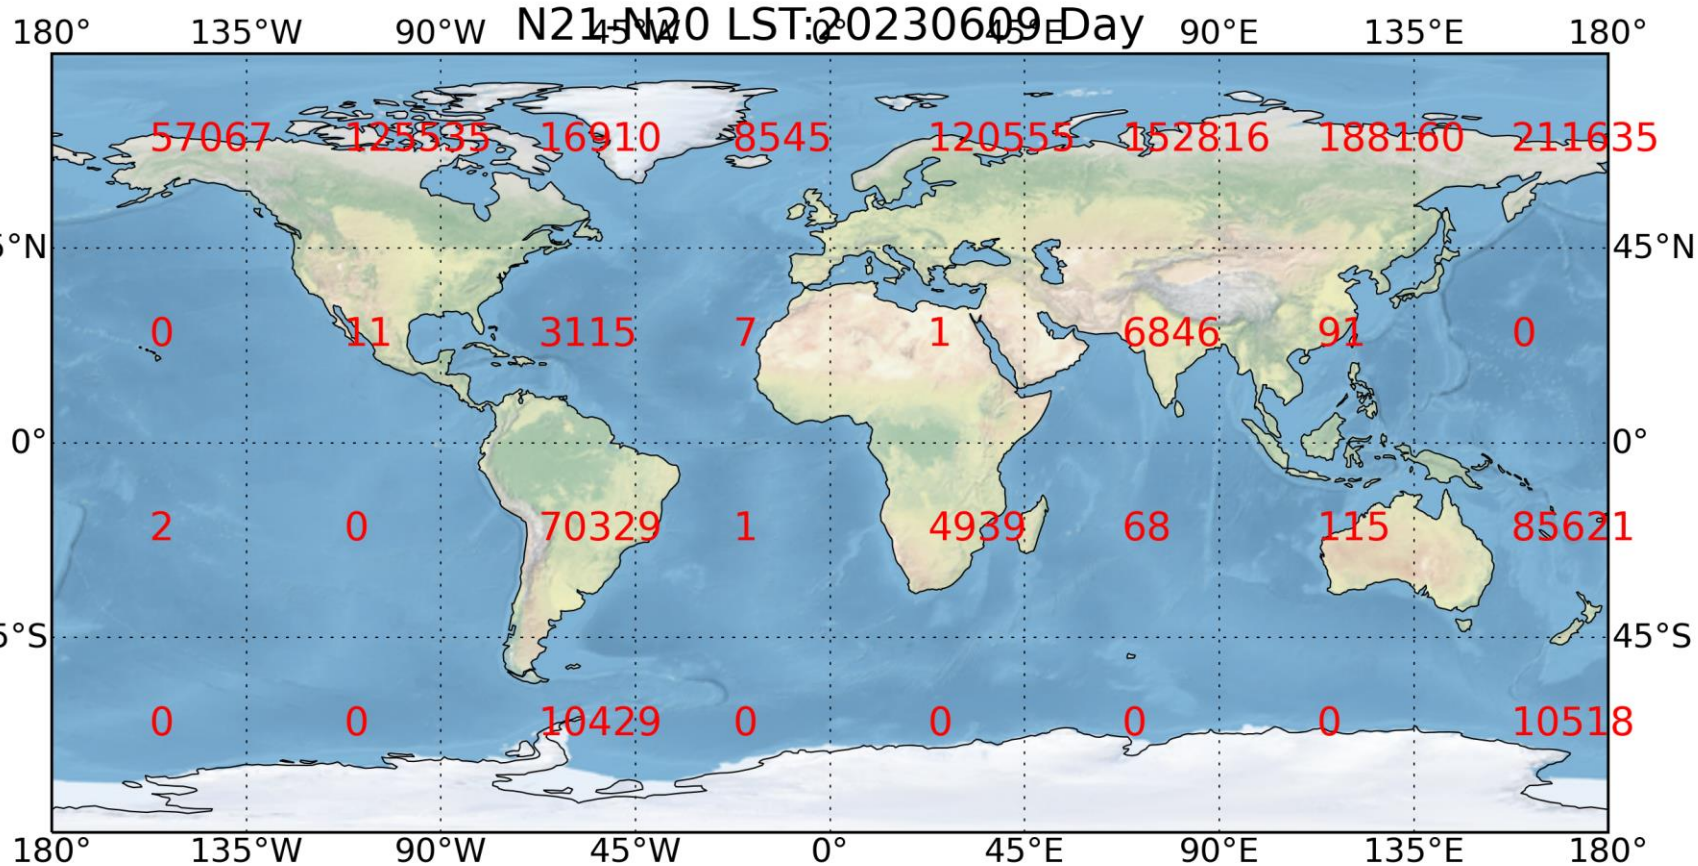 N21-N20 LST:20230609 Day
180° 135°W 90°W 45°W 0° 45°E 90°E 135°E 180°
57067 125535 16910 8545 120555 152816 188160 211635
5°N 45°N
0 11 3115 7 1 6846 91 0
0° 0°
2 0 70329 1 4939 68 115 85621
5°S 45°S
0 0 10429 0 0 0 0 10518
180° 135°W 90°W 45°W 0° 45°E 90°E 135°E 180°